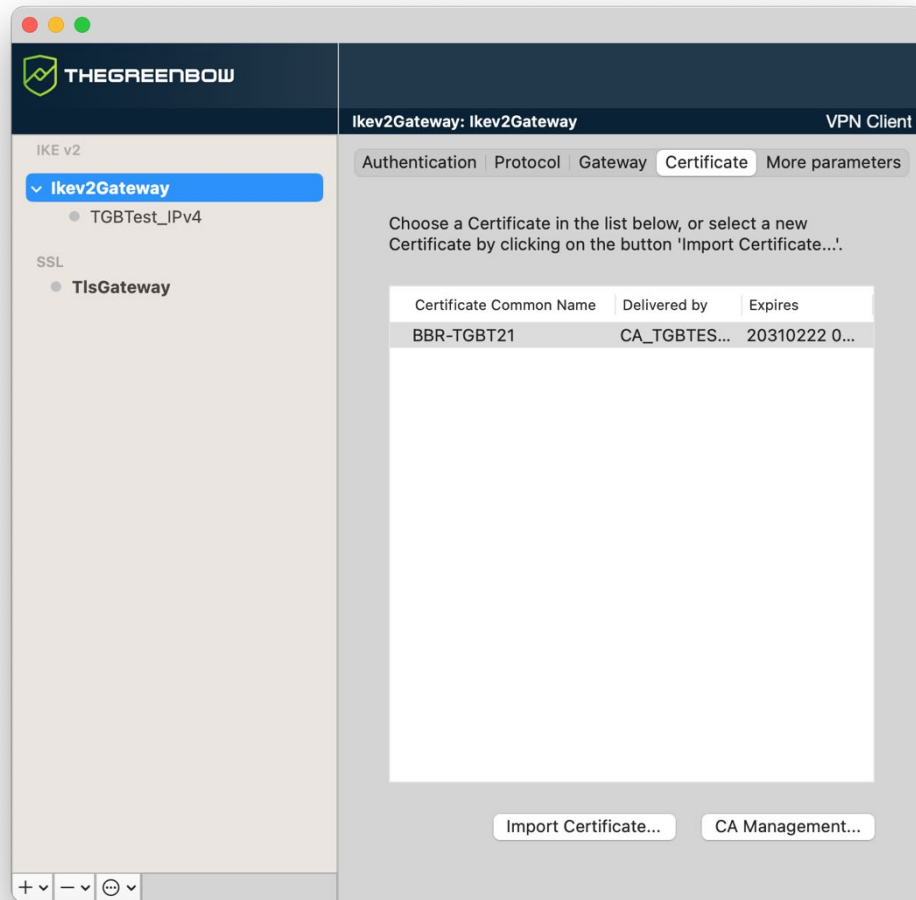 THEGREENBOW
Ikev2Gateway: Ikev2Gateway VPN Client
IKE v2
Ikev2Gateway
TGBTest_IPv4
SSL
TlsGateway
Authentication Protocol Gateway Certificate More parameters
Choose a Certificate in the list below, or select a new
Certificate by clicking on the button 'Import Certificate...'.
Certificate Common Name Delivered by Expires
BBR-TGBT21 CA_TGBTES... 20310222 0...
Import Certificate... CA Management...